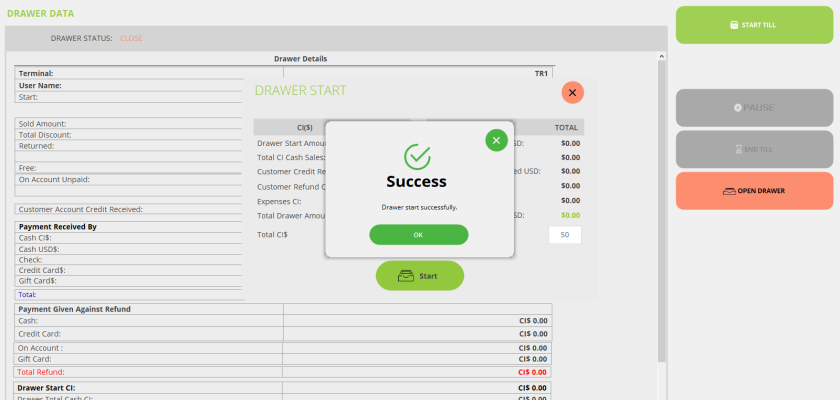 DRAWER DATA
START TILL
DRAWER STATUS: CLOSE
Drawer Details
Terminal: TR1
User Name:
Start:
DRAWER START
PAUSE
CI($) TOTAL
Sold Amount:
Total Discount:
Returned:
Free:
On Account Unpaid:
Customer Account Credit Received:
Drawer Start Amou SD: $0.00
Total CI Cash Sales: $0.00
Customer Credit Re ed USD: $0.00
Customer Refund C $0.00
Expenses CI: $0.00
Total Drawer Amou SD: $0.00
Total CI$ 50
Success
Drawer start successfully.
OK
Start
END TILL
OPEN DRAWER
Payment Received By
Cash CI$:
Cash USD$:
Check:
Credit Card$:
Gift Card$:
Total:
Payment Given Against Refund
Cash: CI$ 0.00
Credit Card: CI$ 0.00
On Account : CI$ 0.00
Gift Card: CI$ 0.00
Total Refund: CI$ 0.00
Drawer Start CI: CI$ 0.00
Drawer Total Cash CI: CI$ 0.00